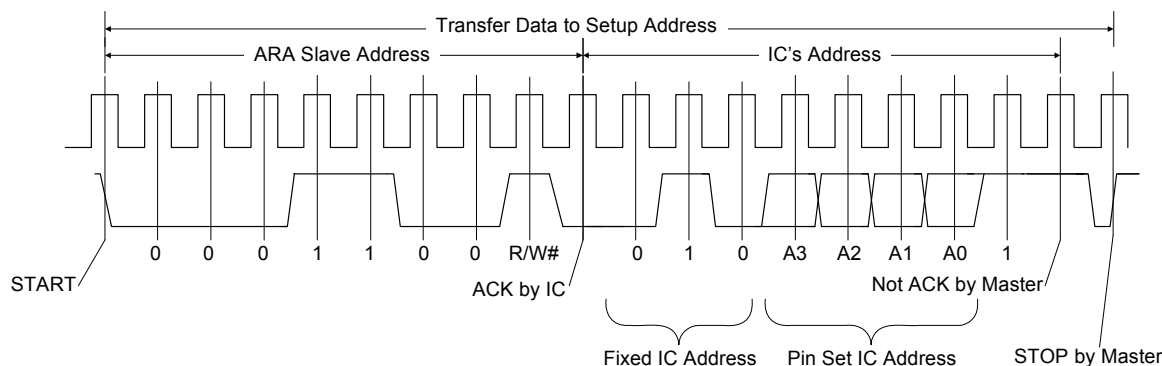 Transfer Data to Setup Address
ARA Slave Address
IC's Address
0 0 0 1 1 0 0 R/W# 0 1 0 A3 A2 A1 A0 1
START
ACK by IC
Not ACK by Master
Fixed IC Address
Pin Set IC Address
STOP by Master